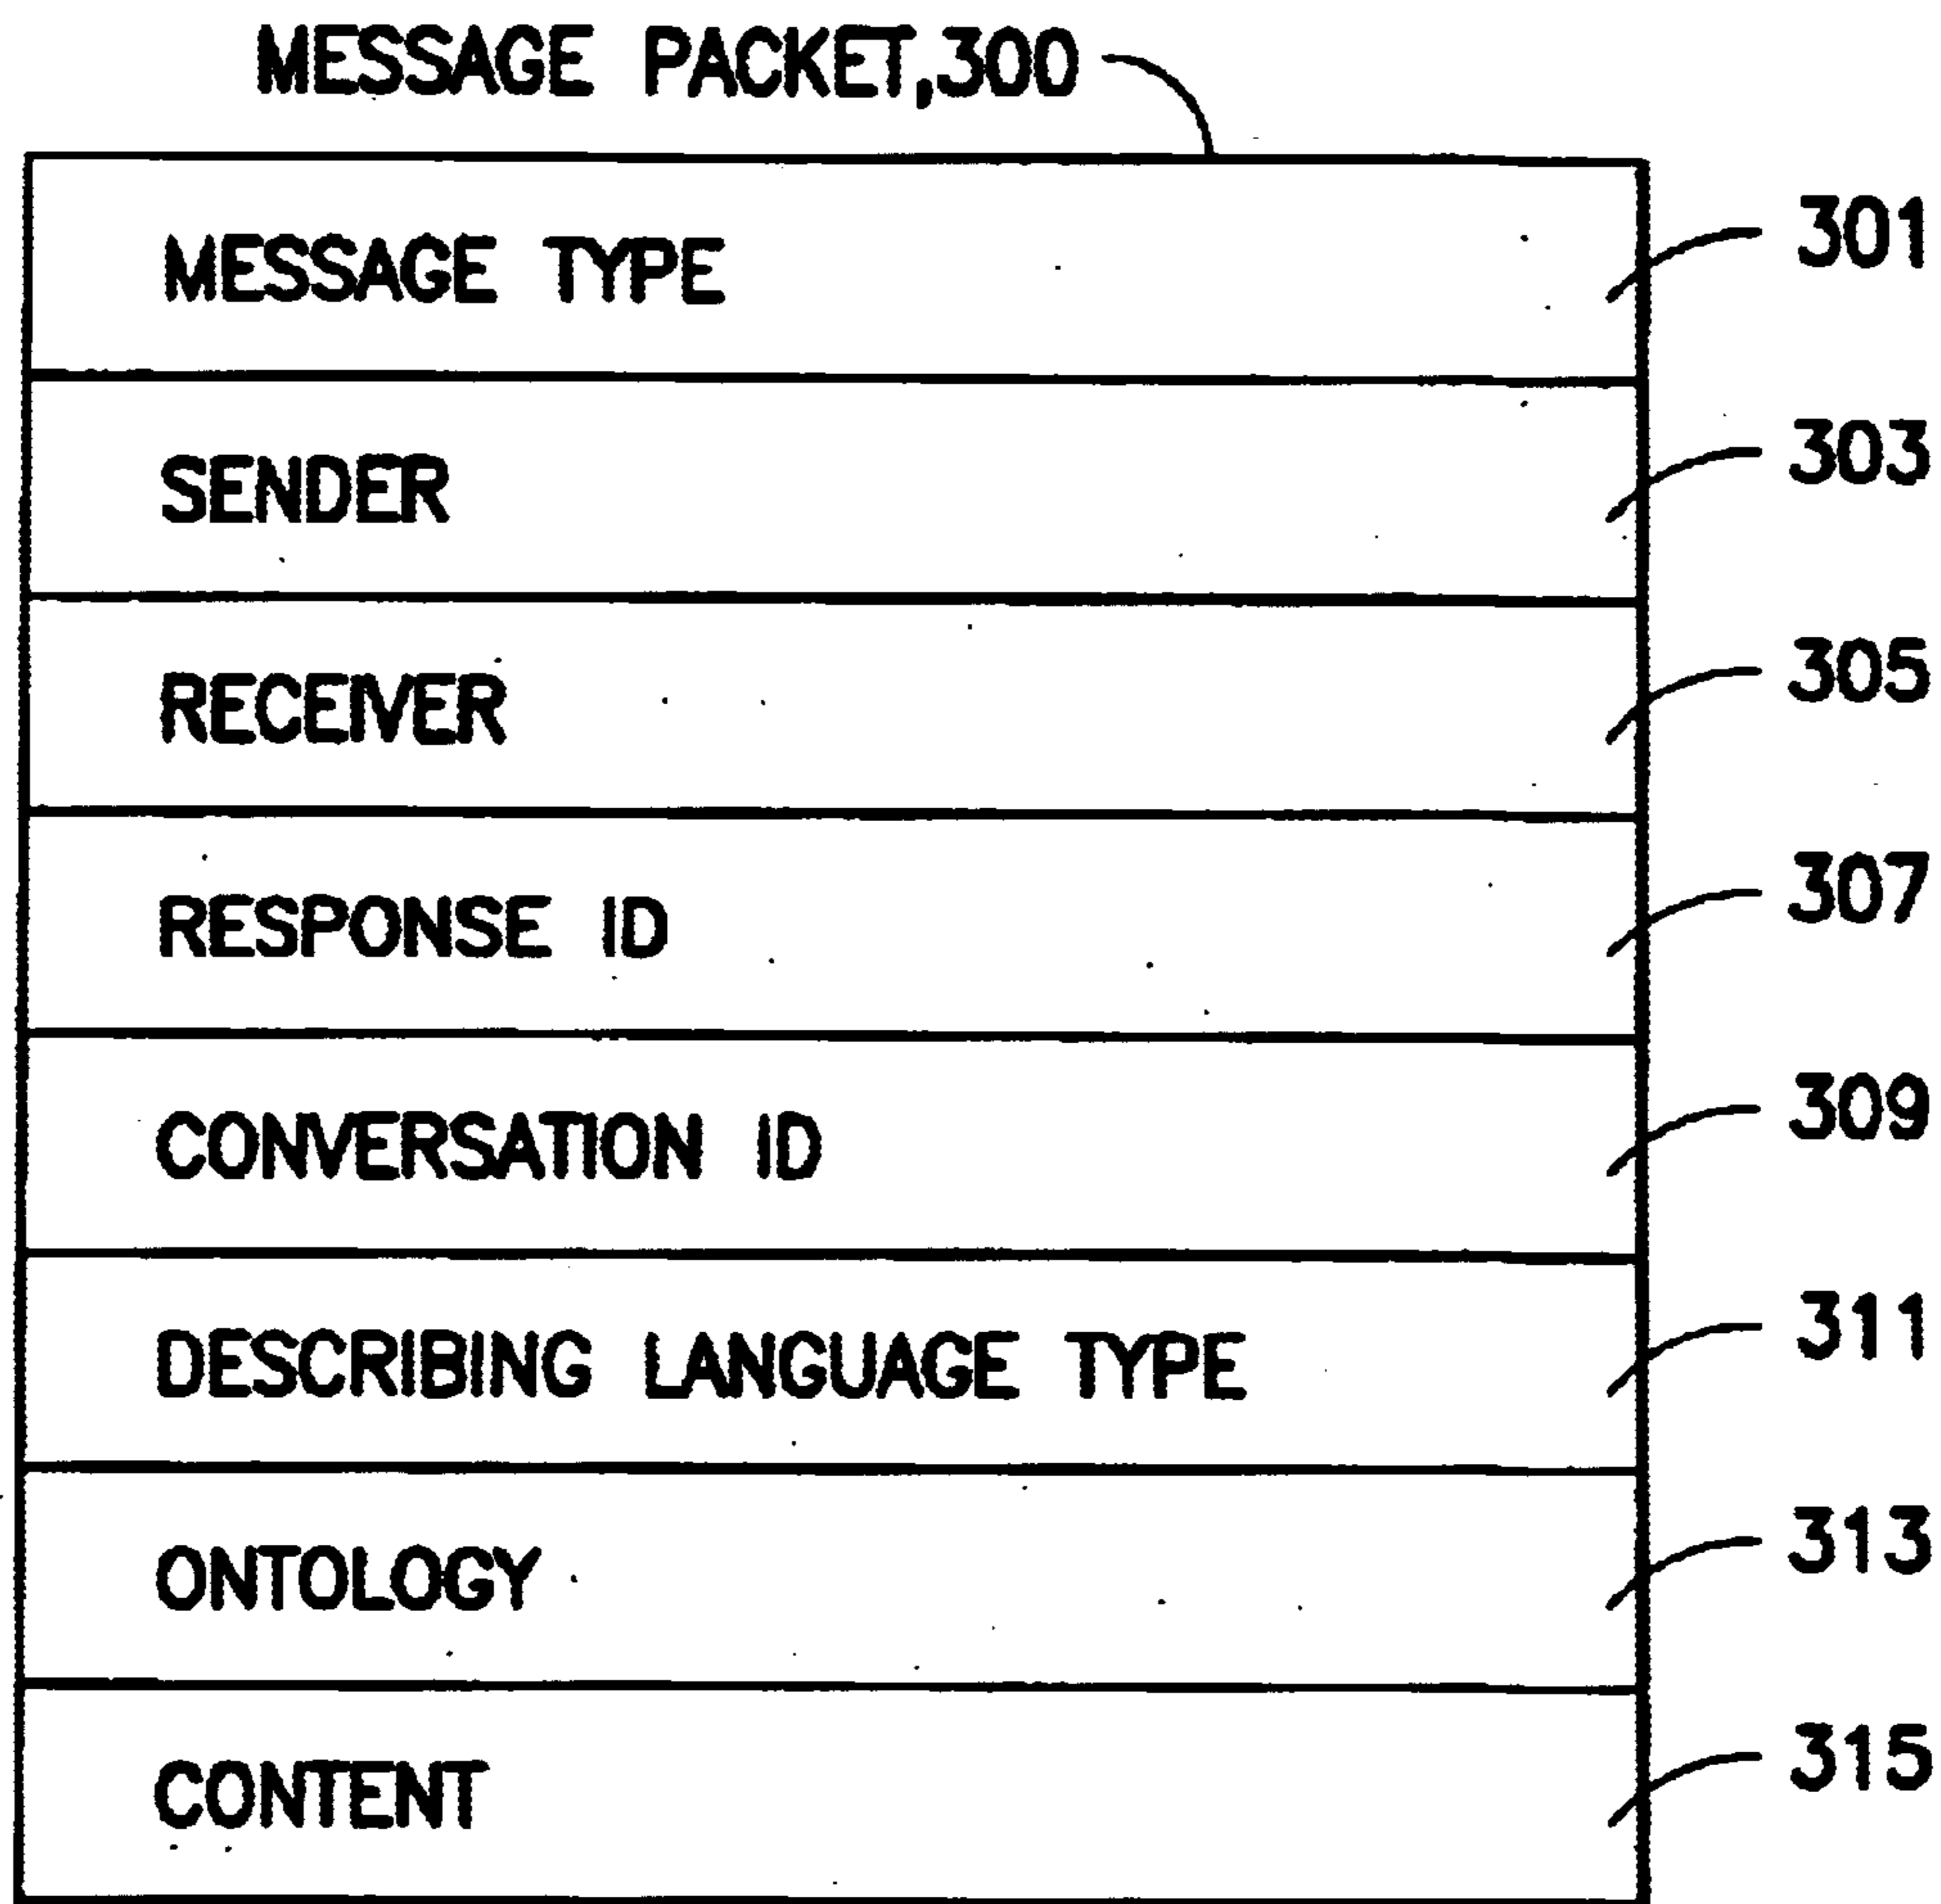 MESSAGE PACKET,300
MESSAGE TYPE 301
SENDER 303
RECEIVER 305
RESPONSE ID 307
CONVERSATION ID 309
DESCRIBING LANGUAGE TYPE 311
ONTOLOGY 313
CONTENT 315